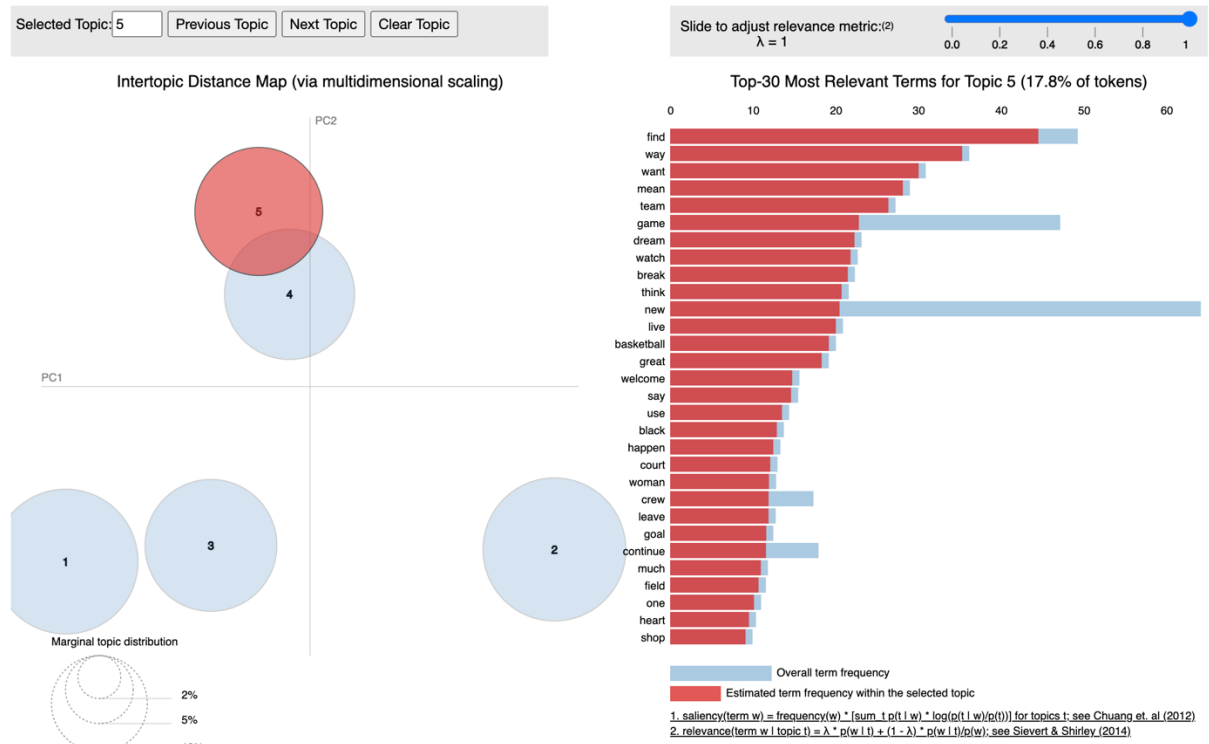 Selected Topic: 5 Previous Topic Next Topic Clear Topic
Slide to adjust relevance metric:(2)
λ = 1
0.0 0.2 0.4 0.6 0.8 1
Intertopic Distance Map (via multidimensional scaling)
PC2
PC1
5
4
1
3
2
Marginal topic distribution
2%
5%
Top-30 Most Relevant Terms for Topic 5 (17.8% of tokens)
0 10 20 30 40 50 60
find
way
want
mean
team
game
dream
watch
break
think
new
live
basketball
great
welcome
say
use
black
happen
court
woman
crew
leave
goal
continue
much
field
one
heart
shop
Overall term frequency
Estimated term frequency within the selected topic
1. saliency(term w) = frequency(w) * [sum_t p(t | w) * log(p(t | w)/p(t))] for topics t; see Chuang et. al (2012)
2. relevance(term w | topic t) = λ * p(w | t) + (1 - λ) * p(w | t)/p(w); see Sievert & Shirley (2014)